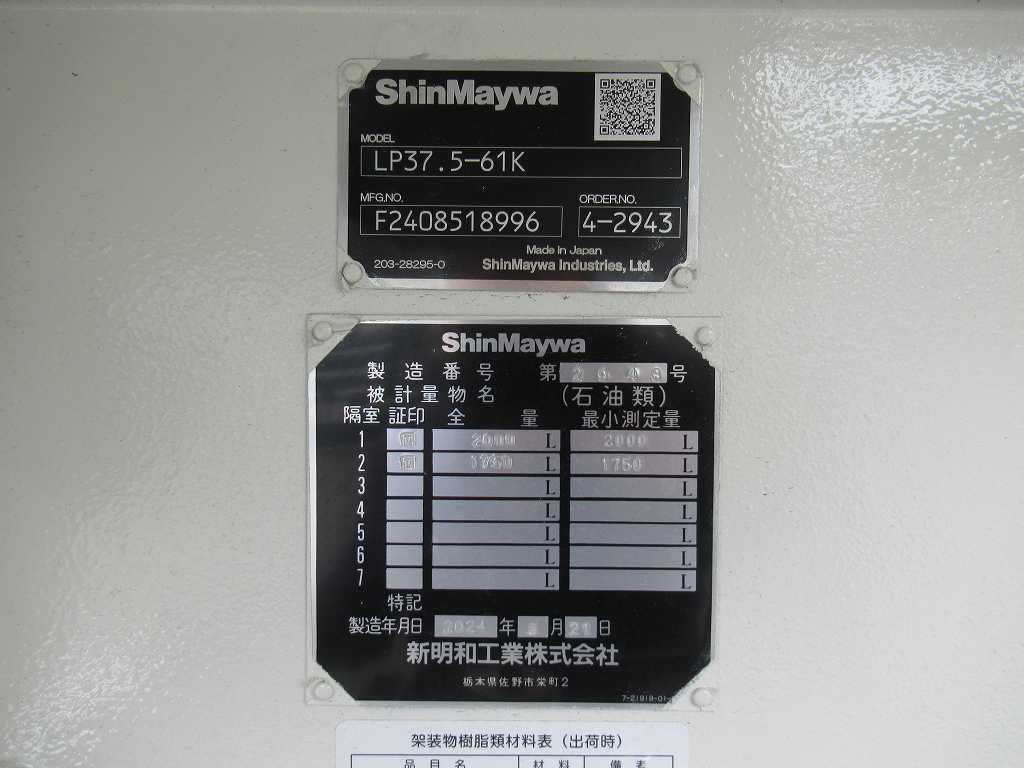 ShinMaywa
MODEL
LP37.5-61K
MFG.NO. ORDER.NO.
F2408518996 4-2943
Made in Japan
203-28295-0 ShinMaywa Industries, Ltd.
ShinMaywa
製造番号 第 号
被計量物名 (石油類)
隔室 証印 全量 最小測定量
1 2000 L 2000 L
2 1750 L 1750 L
3 L L
4 L L
5 L L
6 L L
7 L L
特記
製造年月日 2024 年 月 21 日
新明和工業株式会社
栃木県佐野市栄町2
架装物樹脂類材料表(出荷時)
品目名 材料 備考